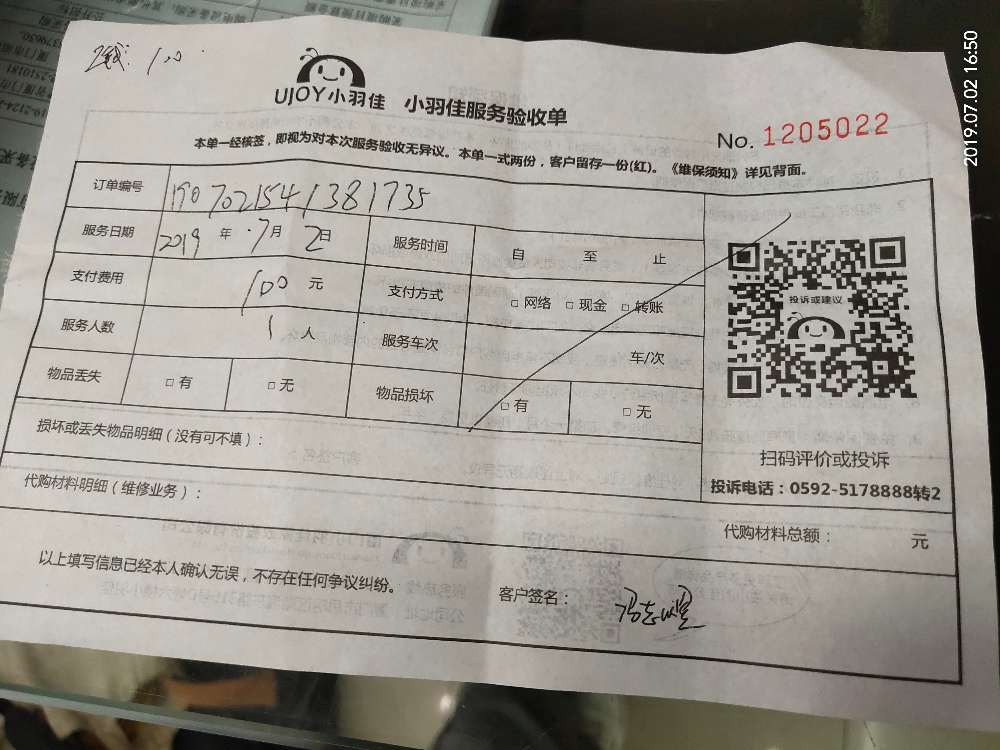 100
UJOY小羽佳 小羽佳服务验收单
No. 1205022
本单一经核签，即视为对本次服务验收无异议。本单一式两份，客户留存一份(红)。《维保须知》详见背面。
订单编号 1907021541381735
服务日期 2019 年 7 月 2 日 服务时间 自 至 止
支付费用 100 元 支付方式 □ 网络 □ 现金 □ 转账
服务人数 1 人 服务车次 车/次
物品丢失 □ 有 □ 无 物品损坏 □ 有 □ 无
投诉或建议
扫码评价或投诉
投诉电话：0592-5178888转2
损坏或丢失物品明细（没有可不填）：
代购材料明细（维修业务）：
代购材料总额： 元
以上填写信息已经本人确认无误，不存在任何争议纠纷。
客户签名：
2019.07.02 16:50